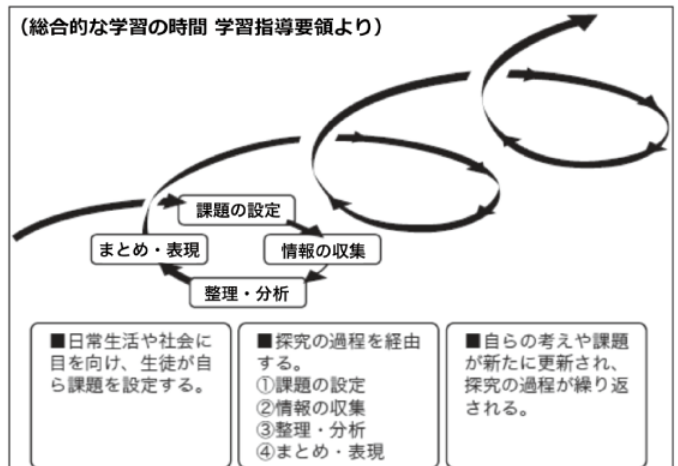 （総合的な学習の時間 学習指導要領より）
課題の設定
まとめ・表現
情報の収集
整理・分析
■日常生活や社会に
目を向け、生徒が自
ら課題を設定する。
■探究の過程を経由
する。
①課題の設定
②情報の収集
③整理・分析
④まとめ・表現
■自らの考えや課題
が新たに更新され、
探究の過程が繰り返
される。